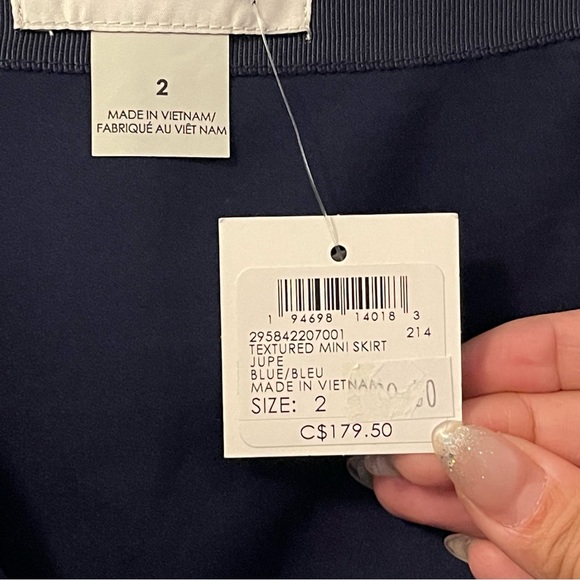 2
MADE IN VIETNAM/
FABRIQUÉ AU VIÊT NAM
1 94698 14018 3
295842207001 214
TEXTURED MINI SKIRT
JUPE
BLUE/BLEU
MADE IN VIETNAM
SIZE: 2
C$179.50